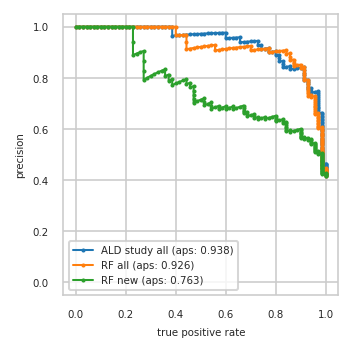 1.0
0.8
0.6
0.4
0.2
0.0
precision
ALD study all (aps: 0.938)
RF all (aps: 0.926)
RF new (aps: 0.763)
0.0 0.2 0.4 0.6 0.8 1.0
true positive rate